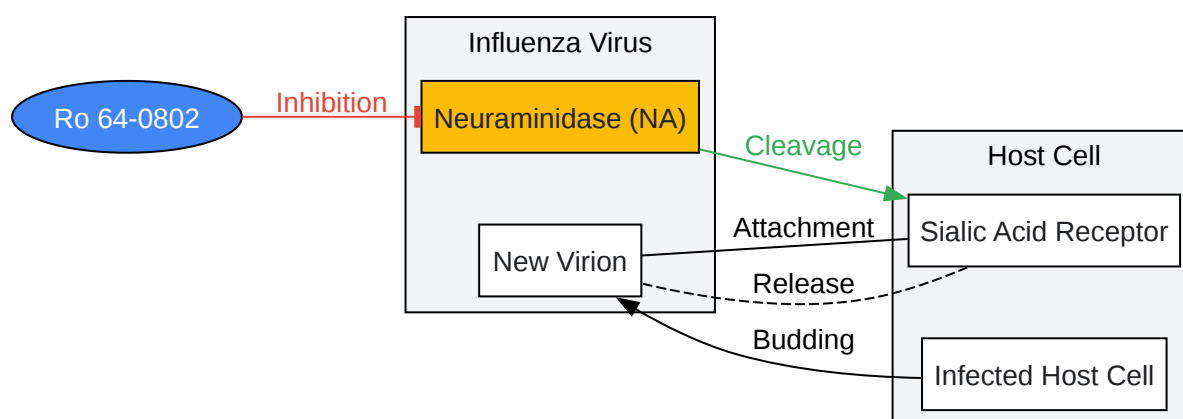 Influenza Virus
Ro 64-0802
Inhibition
Neuraminidase (NA)
Cleavage
Host Cell
Attachment
Sialic Acid Receptor
New Virion
Release
Budding
Infected Host Cell